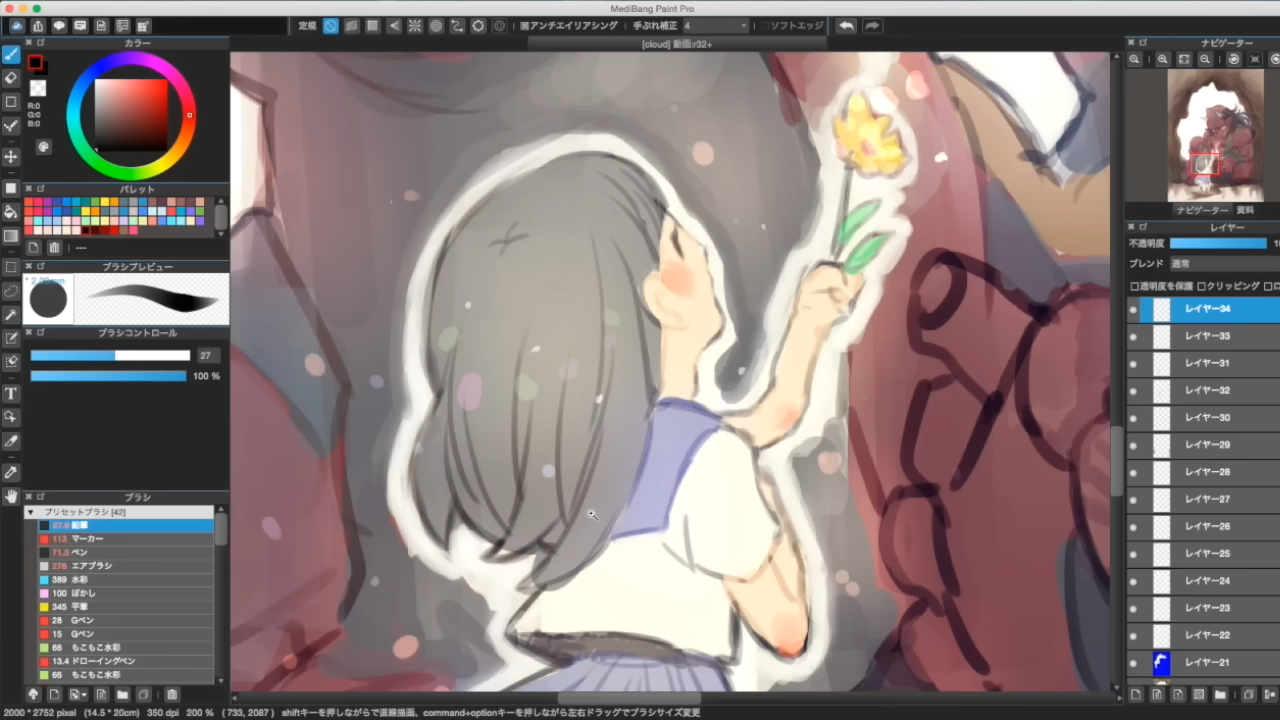 MediBang Paint Pro
定規
アンチエイリアシング
手ぶれ補正 4
ソフトエッジ
[cloud] 動画.r32+
カラー
R:0
G:0
B:0
パレット
---
ブラシプレビュー
* 2.00mm
ブラシコントロール
27
100 %
ブラシ
プリセットブラシ [42]
27.0 鉛筆
113 マーカー
71.5 ペン
278 エアブラシ
389 水彩
100 ぼかし
345 平筆
28 Gペン
15 Gペン
66 もこもこ水彩
13.4 ドローイングペン
66 もこもこ水彩
ナビゲーター
ナビゲーター 資料
レイヤー
不透明度
ブレンド 通常
透明度を保護 クリッピング
レイヤー34
レイヤー33
レイヤー31
レイヤー32
レイヤー30
レイヤー29
レイヤー28
レイヤー27
レイヤー26
レイヤー25
レイヤー24
レイヤー23
レイヤー22
レイヤー21
2000 * 2752 pixel (14.5 * 20cm) 350 dpi 200 % ( 733, 2087 ) shiftキーを押しながらで直線描画、command+optionキーを押しながら左右ドラッグでブラシサイズ変更